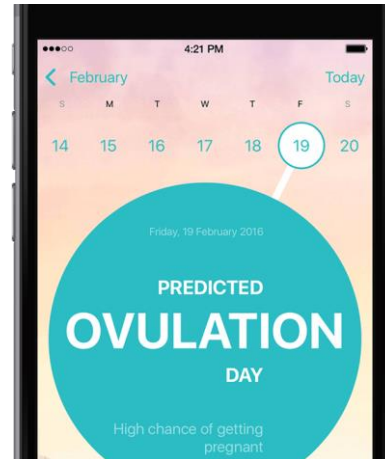 4:21 PM
February Today
S M T W T F S
14 15 16 17 18 19 20
Friday, 19 February 2016
PREDICTED
OVULATION
DAY
High chance of getting
pregnant